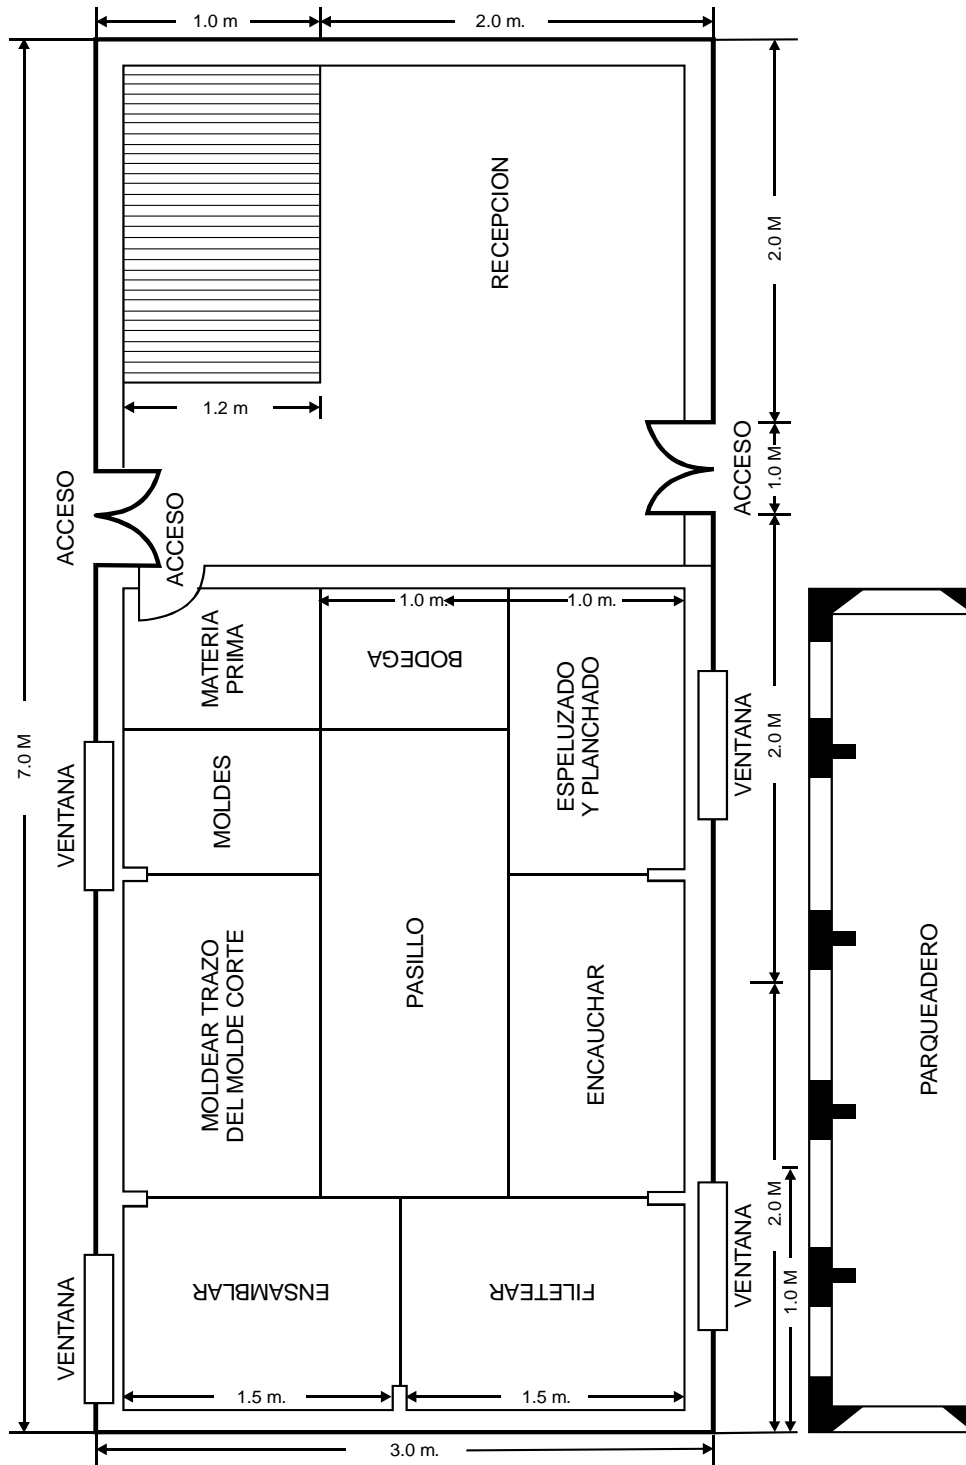 1.0 m
2.0 m.
RECEPCION
2.0 M
1.2 m
ACCESO
ACCESO
ACCESO
1.0 M
1.0 m.
1.0 m.
MATERIA
PRIMA
BODEGA
ESPELUZADO
Y PLANCHADO
VENTANA
2.0 M
7.0 M
VENTANA
MOLDES
MOLDEAR TRAZO
DEL MOLDE CORTE
PASILLO
ENCAUCHAR
PARQUEADERO
VENTANA
ENSAMBLAR
FILETEAR
VENTANA
2.0 M
1.0 M
1.5 m.
1.5 m.
3.0 m.